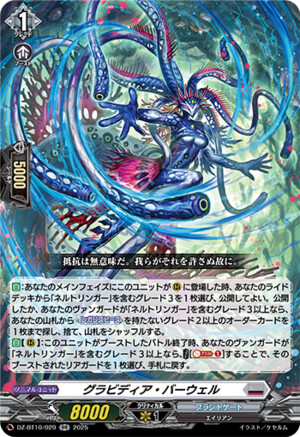 1
グレード
ブースト
5000
シールド
抵抗は無意味だ。我らがそれを許さぬ故に。
:あなたのメインフェイズにこのユニットがに登場した時、あなたのライド
デッキから「ネルトリンガー」を含むグレード3を1枚選び、公開してよい。公開し
たか、あなたのヴァンガードが「ネルトリンガー」を含むグレード3以上なら、
あなたの山札からを持つグレード2以上のオーダーカードを
1枚まで探し、捨て、山札をシャッフルする。
:このユニットがブーストしたバトル終了時、あなたのヴァンガードが「ネルト
リンガー」を含むグレード3以上なら、【コスト】することで、その
ブーストされたリアガードを1枚選び、手札に戻す。
ノーマルユニット
グラビディア・バーウェル
DZ-BT10/029 RR 2025
パワー
8000
クリティカル
1
ブラントゲート
エイリアン
イラスト／ケセルム